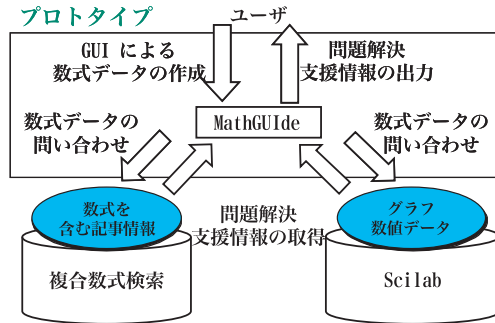 プロトタイプ
ユーザ
GUI による
数式データの作成
問題解決
支援情報の出力
MathGUIde
数式データの
問い合わせ
数式データの
問い合わせ
数式を
含む記事情報
問題解決
支援情報の取得
グラフ
数値データ
複合数式検索
Scilab